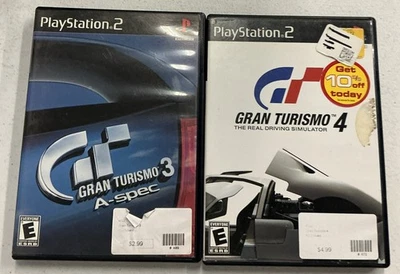 PlayStation 2
GRAN TURISMO 3
A-spec
EVERYONE
E
ESRB
$2.99
PlayStation 2
Get
10% off
today
GRAN TURISMO 4
THE REAL DRIVING SIMULATOR
EVERYONE
E
ESRB
$4.99